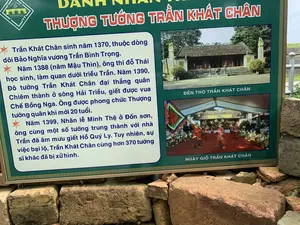 DANH NHÂN
THƯỢNG TƯỚNG TRẦN KHÁT CHÂN
★ Trần Khát Chân sinh năm 1370, thuộc dòng
dõi Bảo Nghĩa vương Trần Bình Trọng.
★ Năm 1388 (năm Mậu Thìn), ông thi đỗ Thái
học sinh, làm quan dưới triều Trần. Năm 1390,
Đô tướng Trần Khát Chân đại thắng quân
Chiêm thành ở sông Hải Triều, giết được vua
Chế Bồng Nga. Ông được phong chức Thượng
tướng quân khi mới 20 tuổi.
★ Năm 1399, Nhân lễ Minh Thệ ở Đốn sơn,
ông cùng một số tướng trung thành với nhà
Trần đã âm mưu giết Hồ Quý Ly. Tuy nhiên, sự
việc bại lộ, Trần Khát Chân cùng hơn 370 tướng
sĩ khác đã bị xử hình.
ĐỀN THỜ TRẦN KHÁT CHÂN
NGÀY GIỖ TRẦN KHÁT CHÂN